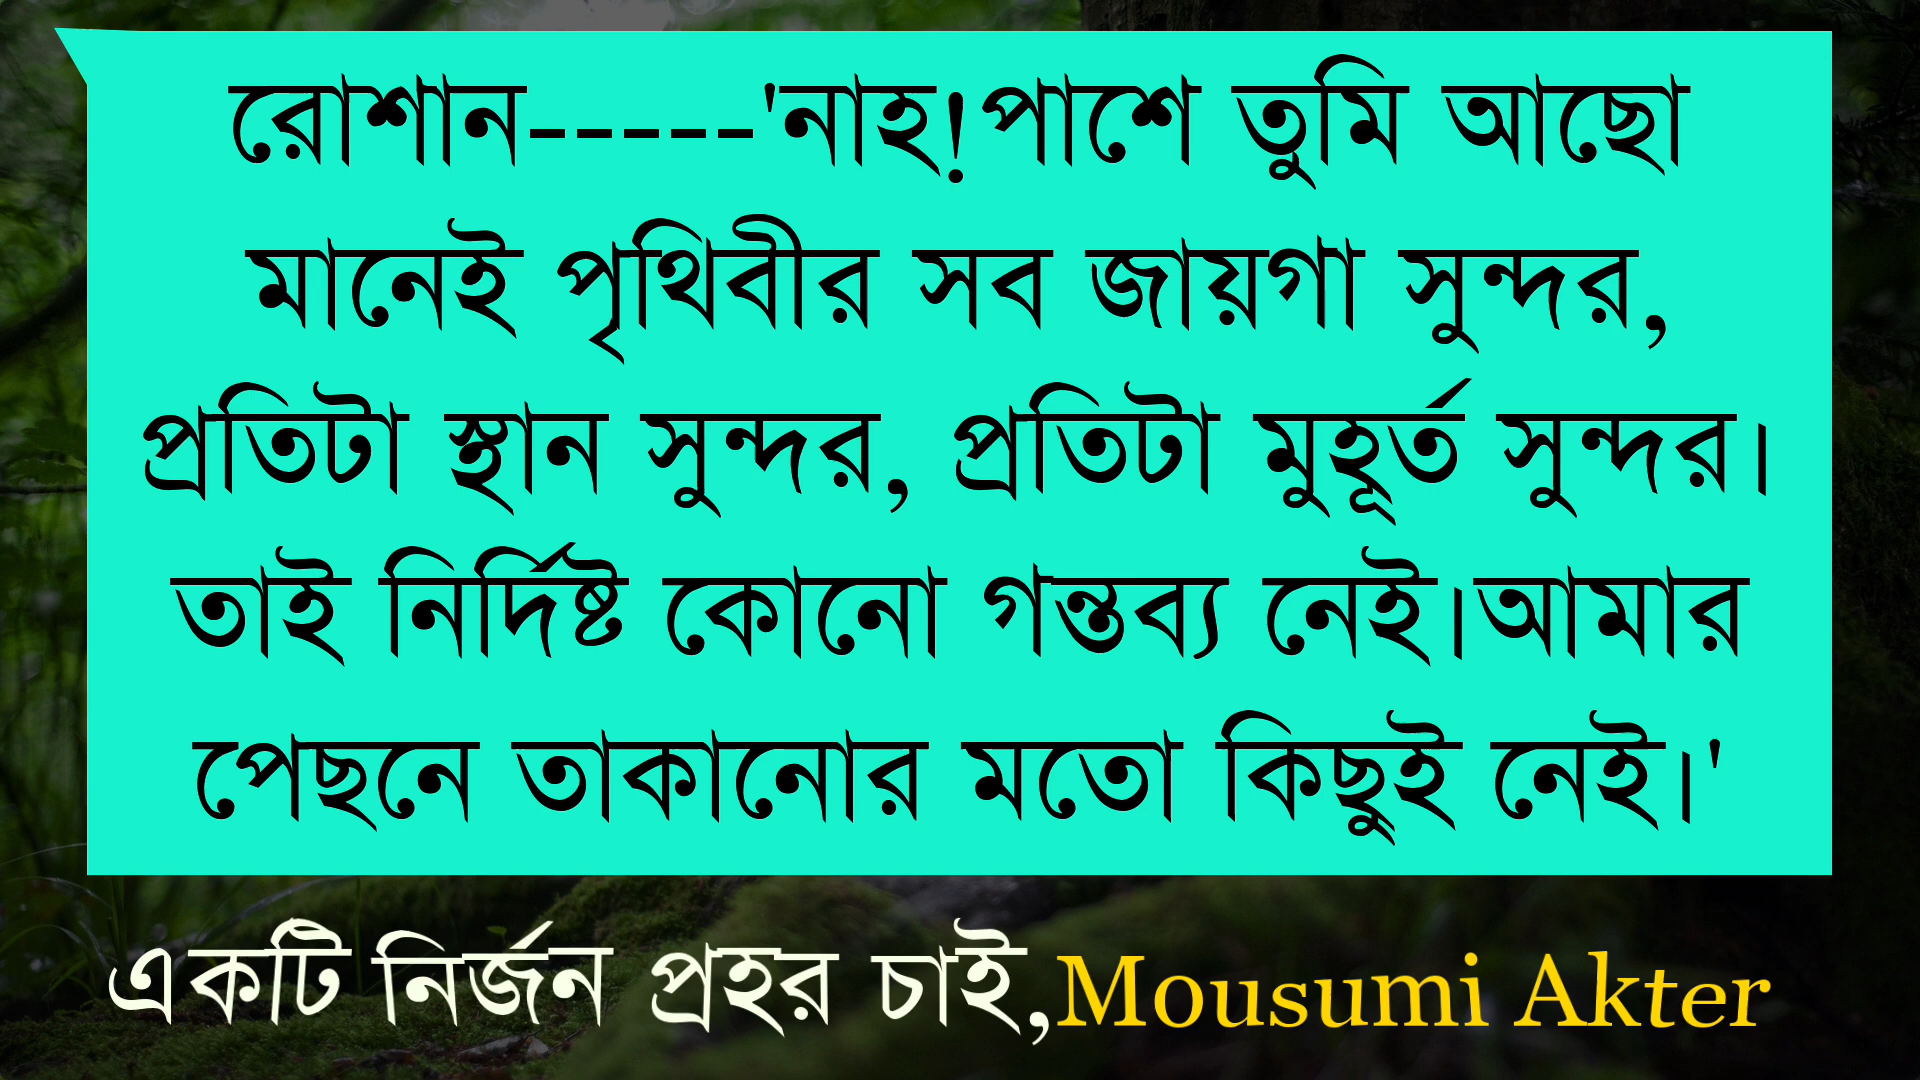 রোশান-----'নাহ!পাশে তুমি আছো
মানেই পৃথিবীর সব জায়গা সুন্দর,
প্রতিটা স্থান সুন্দর, প্রতিটা মুহূর্ত সুন্দর।
তাই নির্দিষ্ট কোনো গন্তব্য নেই।আমার
পেছনে তাকানোর মতো কিছুই নেই।'
একটি নির্জন প্রহর চাই,Mousumi Akter